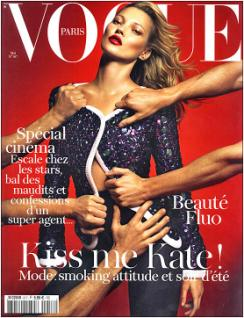 VOGUE
PARIS
Spécial
cinéma
Escale chez
les stars,
bal des
maudits et
confessions
d'un
super agent...
Beauté
Fluo
Kiss me Kate !
Mode: smoking attitude et soir d'été